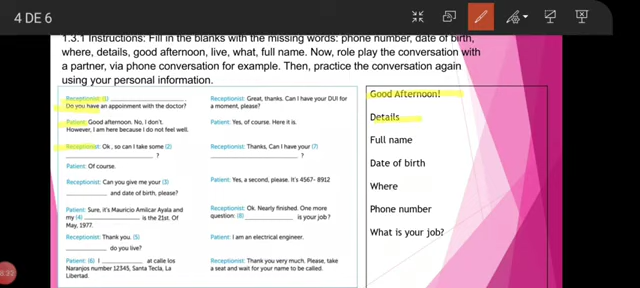 4 DE 6
1.3.1 Instructions: Fill in the blanks with the missing words: phone number, date of birth,
where, details, good afternoon, live, what, full name. Now, role play the conversation with
a partner, via phone conversation for example. Then, practice the conversation again
using your personal information.
Receptionist: (1) ____________
Do you have an appointment with the doctor?
Patient: Good afternoon. No, I don't.
However, I am here because I do not feel well.
Receptionist: Ok, so can I take some (2)
____________ ?
Patient: Of course.
Receptionist: Can you give me your (3)
____________ and date of birth, please?
Patient: Sure, it's Mauricio Amilcar Ayala and
my (4) ____________ is the 21st. Of
May, 1977.
Receptionist: Thank you. (5)
____________ do you live?
Patient: (6) I ____________ at calle los
Naranjos number 12345, Santa Tecla, La
Libertad.
Receptionist: Great, thanks. Can I have your DUI for
a moment, please?
Patient: Yes, of course. Here it is.
Receptionist: Thanks, Can I have your (7)
____________ ?
Patient: Yes, a second, please. It's 4567- 8912
Receptionist: Ok. Nearly finished. One more
question: (8) ____________ is your job?
Patient: I am an electrical engineer.
Receptionist: Thank you very much. Please, take
a seat and wait for your name to be called.
Good Afternoon!
Details
Full name
Date of birth
Where
Phone number
What is your job?